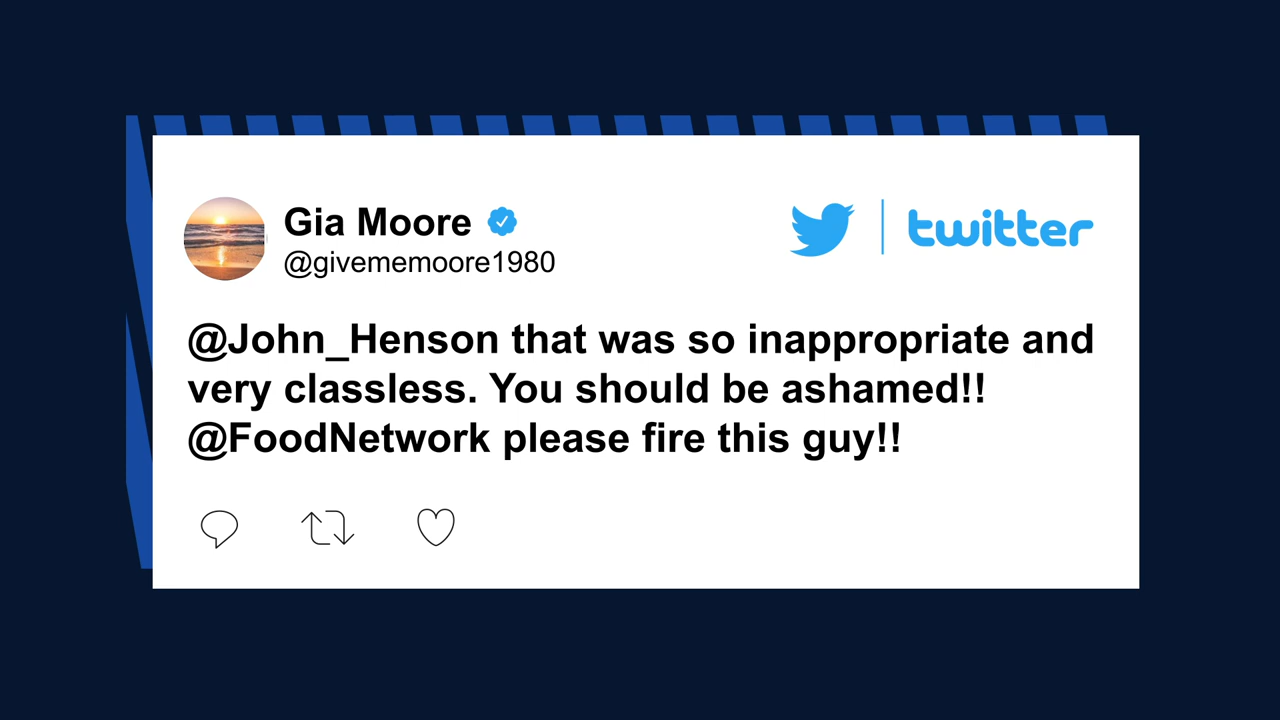 Gia Moore
twitter
@givememoore1980
@John_Henson that was so inappropriate and
very classless. You should be ashamed!!
@FoodNetwork please fire this guy!!